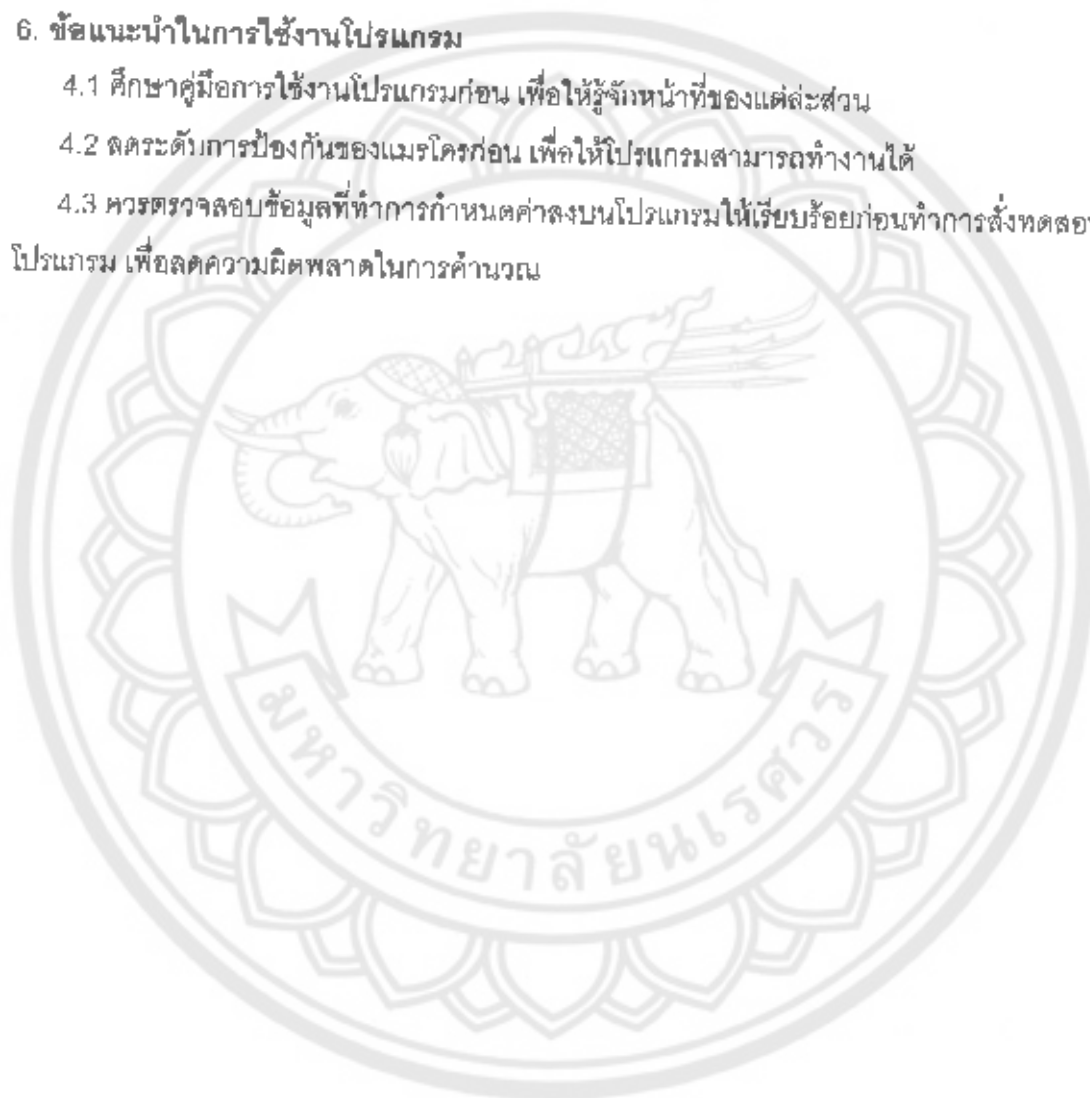 6. ข้อแนะนำในการใช้งานโปรแกรม
4.1 ศึกษาคู่มือการใช้งานโปรแกรมก่อน เพื่อให้รู้จักหน้าที่ของแต่ล่ะส่วน
4.2 ลดระดับการป้องกันของแมรโครก่อน เพื่อให้โปรแกรมสามารถทำงานได้
4.3 ควรตรวจสอบข้อมูลที่ทำการกำหนดค่าลงบนโปรแกรมให้เรียบร้อยก่อนทำการสั่งทดสอบ
โปรแกรม เพื่อลดความผิดพลาดในการคำนวณ
มหาวิทยาลัยนเรศวร